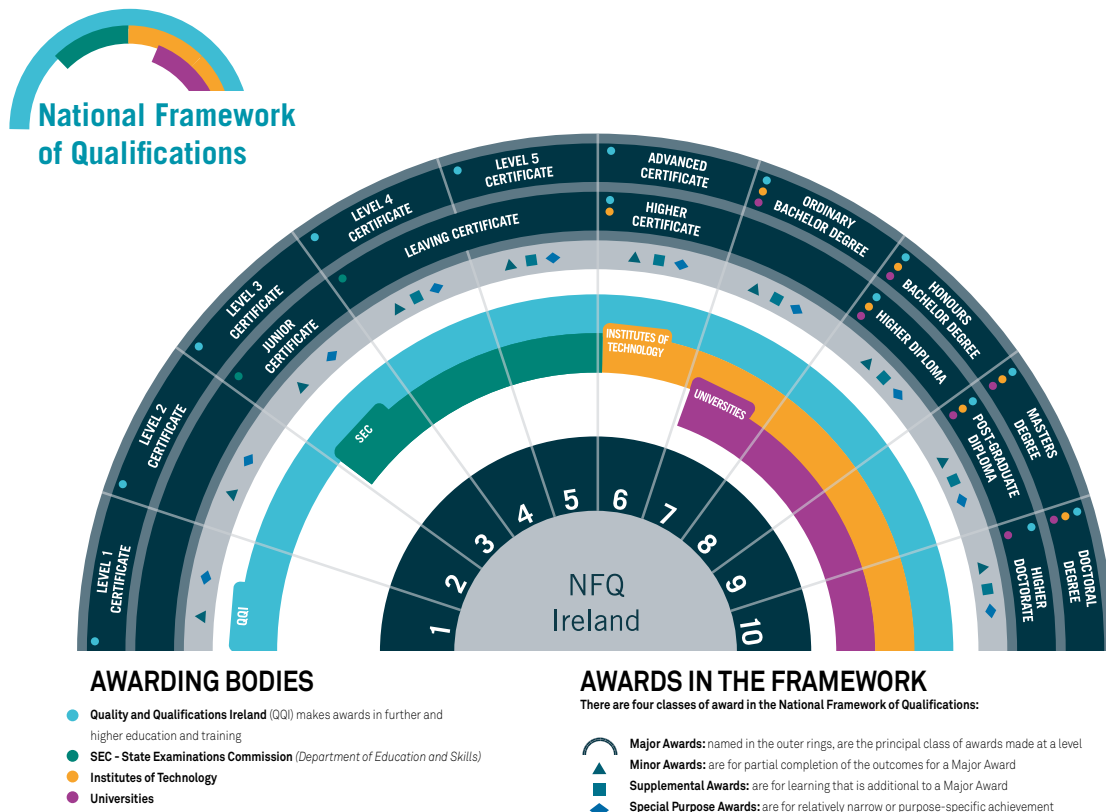 National Framework
of Qualifications
LEVEL 1
CERTIFICATE
LEVEL 2
CERTIFICATE
LEVEL 3
CERTIFICATE
LEVEL 4
CERTIFICATE
LEVEL 5
CERTIFICATE
ADVANCED
CERTIFICATE
ORDINARY
BACHELOR DEGREE
HONOURS
BACHELOR DEGREE
MASTERS
DEGREE
DOCTORAL
DEGREE
JUNIOR
CERTIFICATE
LEAVING CERTIFICATE
HIGHER
CERTIFICATE
HIGHER DIPLOMA
POST-GRADUATE
DIPLOMA
HIGHER
DOCTORATE
QQI
SEC
INSTITUTES OF
TECHNOLOGY
UNIVERSITIES
1
2
3
4
5
6
7
8
9
10
NFQ
Ireland
AWARDING BODIES
Quality and Qualifications Ireland (QQI) makes awards in further and
higher education and training
SEC - State Examinations Commission (Department of Education and Skills)
Institutes of Technology
Universities
AWARDS IN THE FRAMEWORK
There are four classes of award in the National Framework of Qualifications:
Major Awards: named in the outer rings, are the principal class of awards made at a level
Minor Awards: are for partial completion of the outcomes for a Major Award
Supplemental Awards: are for learning that is additional to a Major Award
Special Purpose Awards: are for relatively narrow or purpose-specific achievement